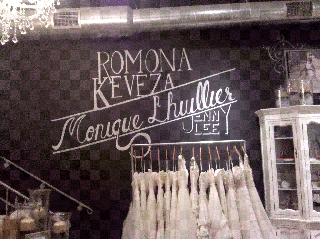 ROMONA
KEVEZA
Monique Lhuillier
JENNY
LEE